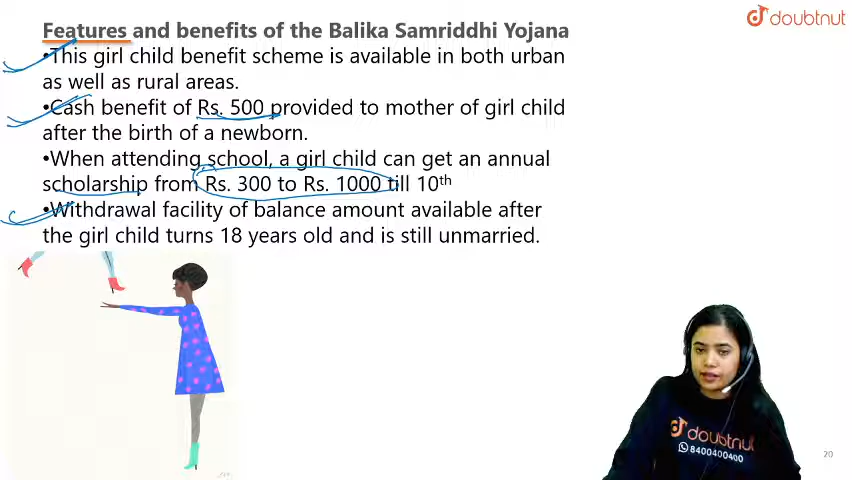 doubtnut
Features and benefits of the Balika Samriddhi Yojana
•This girl child benefit scheme is available in both urban
as well as rural areas.
•Cash benefit of Rs. 500 provided to mother of girl child
after the birth of a newborn.
•When attending school, a girl child can get an annual
scholarship from Rs. 300 to Rs. 1000 till 10th
•Withdrawal facility of balance amount available after
the girl child turns 18 years old and is still unmarried.
doubtnut
8400400400
20